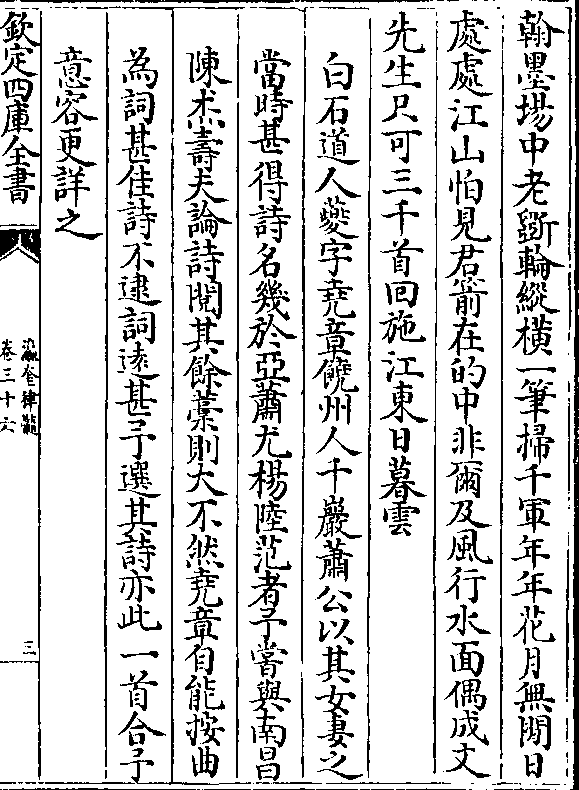 翰墨場中老斵輪縱横一筆掃千軍年年花月無閒日
處處江山怕見君箭在的中非爾及風行水面偶成文
先生只可三千首回施江東日暮雲
白石道人夔字堯章饒州人千巖蕭公以其女妻之
當時甚得詩名幾於亞蕭尤楊陸范者予嘗與南昌
陳杰壽夫論詩閱其餘藁則大不然堯章自能按曲
為詞甚佳詩不逮詞逺甚予選其詩亦此一首合予
意容更詳之
欽定四庫全書
瀛奎律髓
卷三十六
三